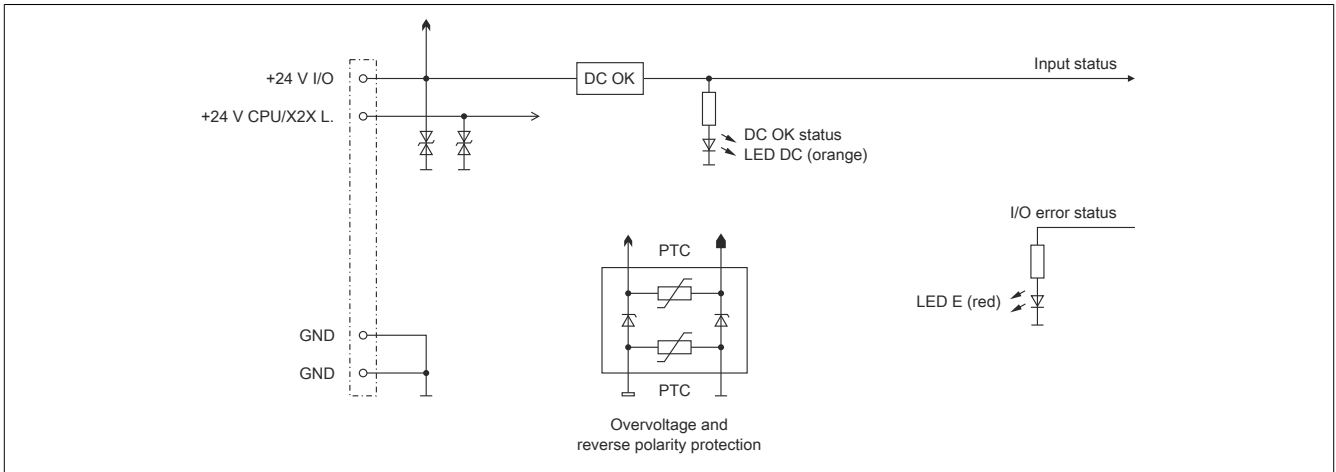 Input status
+24 V I/O
DC OK
+24 V CPU/X2X L.
DC OK status
LED DC (orange)
I/O error status
PTC
LED E (red)
GND
GND
PTC
Overvoltage and
reverse polarity protection